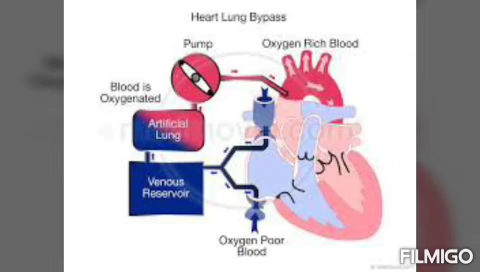 Heart Lung Bypass
Pump
Oxygen Rich Blood
Blood is
Oxygenated
Artificial
Lung
Venous
Reservoir
Oxygen Poor
Blood
FILMIGO